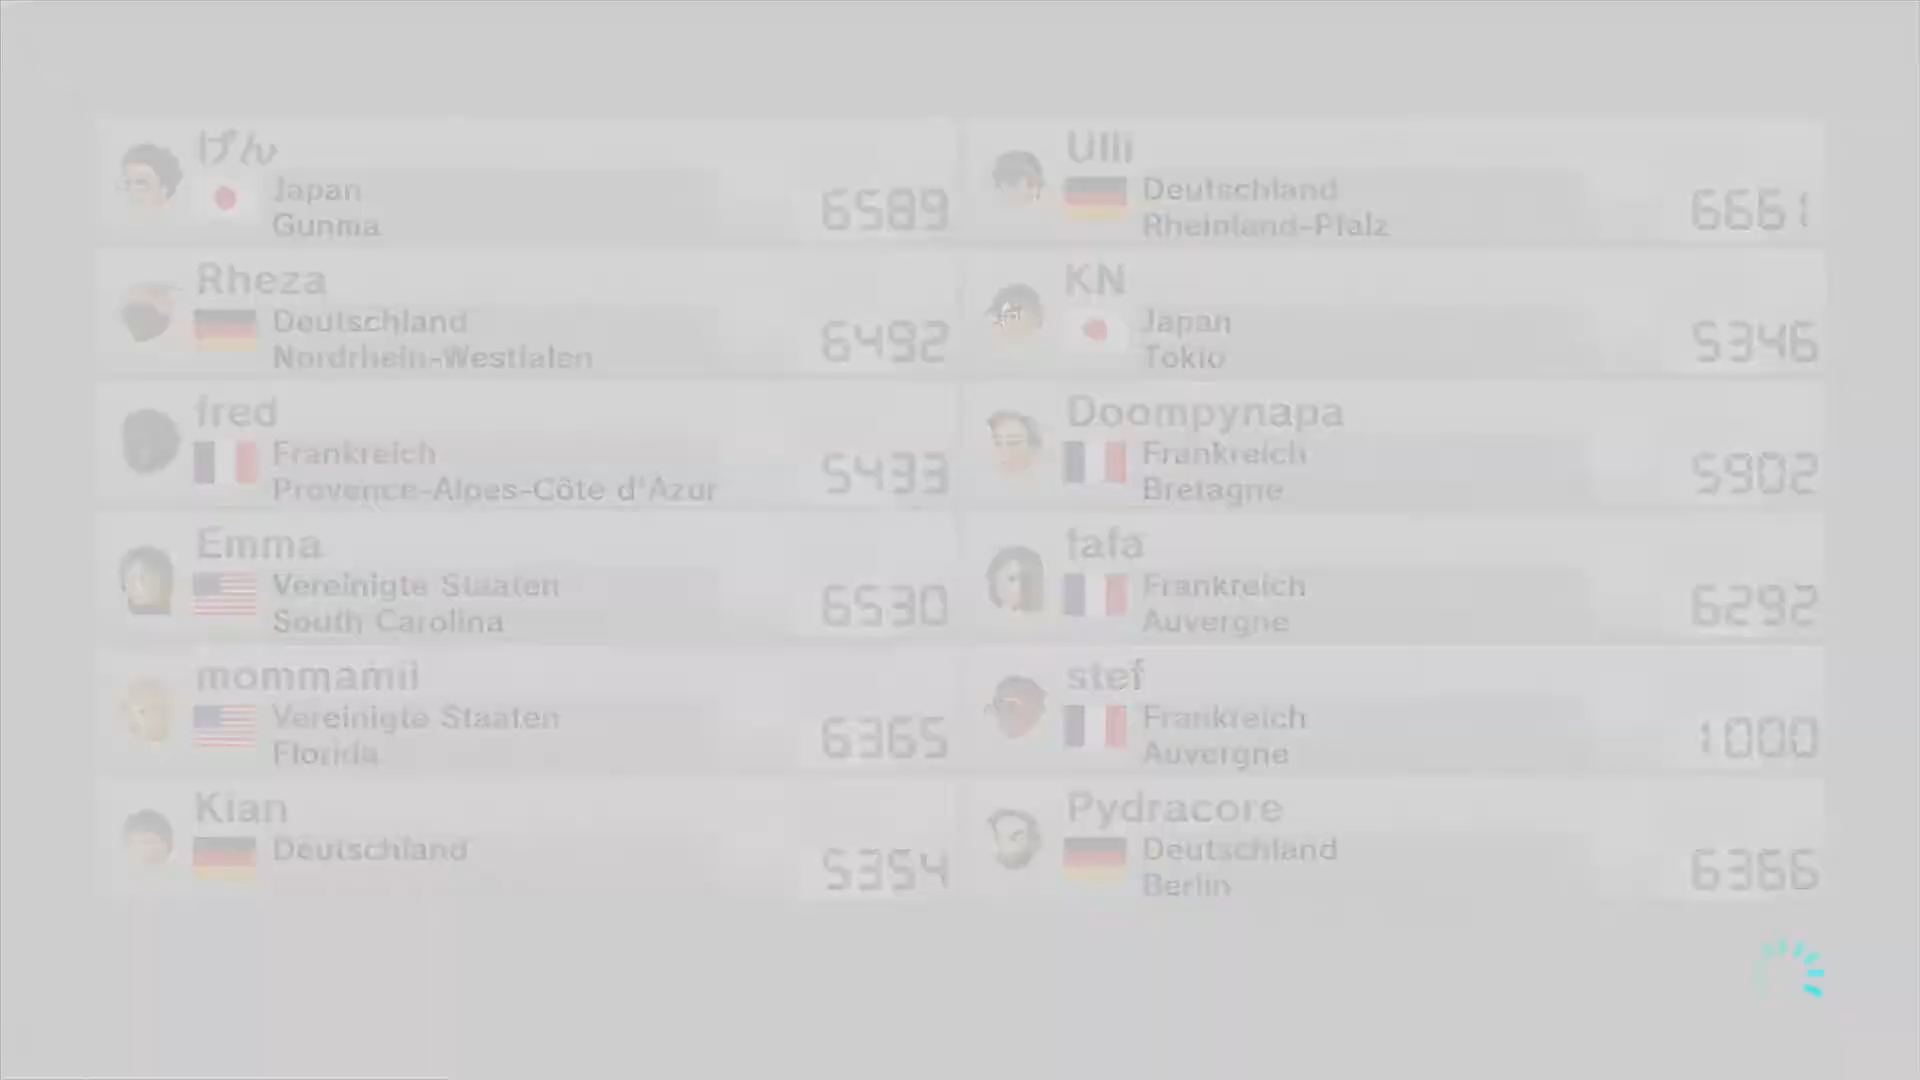 げん
Japan
Gunma
6589
Ulli
Deutschland
Rheinland-Pfalz
6661
Rheza
Deutschland
Nordrhein-Westfalen
6492
KN
Japan
Tokio
5346
fred
Frankreich
Provence-Alpes-Côte d'Azur
5433
Doompynapa
Frankreich
Bretagne
5902
Emma
Vereinigte Staaten
South Carolina
6530
fafa
Frankreich
Auvergne
6292
mommamil
Vereinigte Staaten
Florida
6365
stef
Frankreich
Auvergne
1000
Kian
Deutschland
5354
Pydracore
Deutschland
Berlin
6366